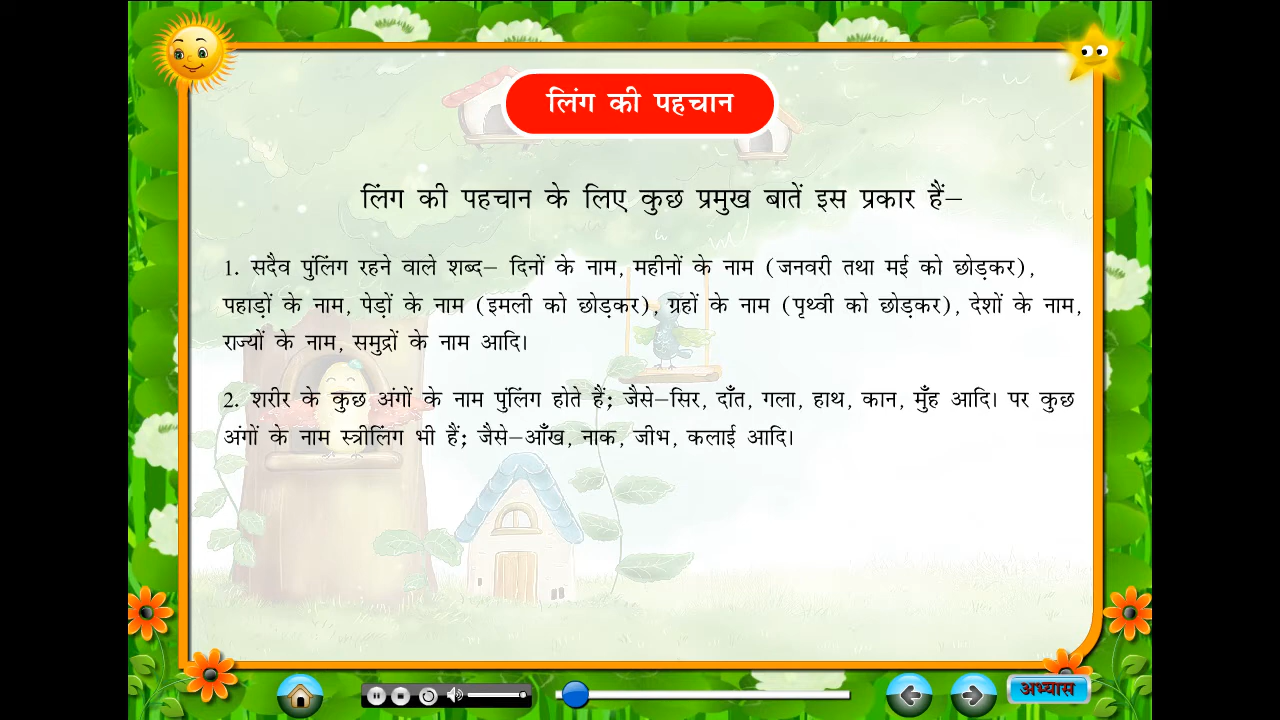 लिंग की पहचान
लिंग की पहचान के लिए कुछ प्रमुख बातें इस प्रकार हैं–
1. सदैव पुंलिंग रहने वाले शब्द– दिनों के नाम, महीनों के नाम (जनवरी तथा मई को छोड़कर),
पहाड़ों के नाम, पेड़ों के नाम (इमली को छोड़कर), ग्रहों के नाम (पृथ्वी को छोड़कर), देशों के नाम,
राज्यों के नाम, समुद्रों के नाम आदि।
2. शरीर के कुछ अंगों के नाम पुंलिंग होते हैं; जैसे–सिर, दाँत, गला, हाथ, कान, मुँह आदि। पर कुछ
अंगों के नाम स्त्रीलिंग भी हैं; जैसे–आँख, नाक, जीभ, कलाई आदि।
अभ्यास